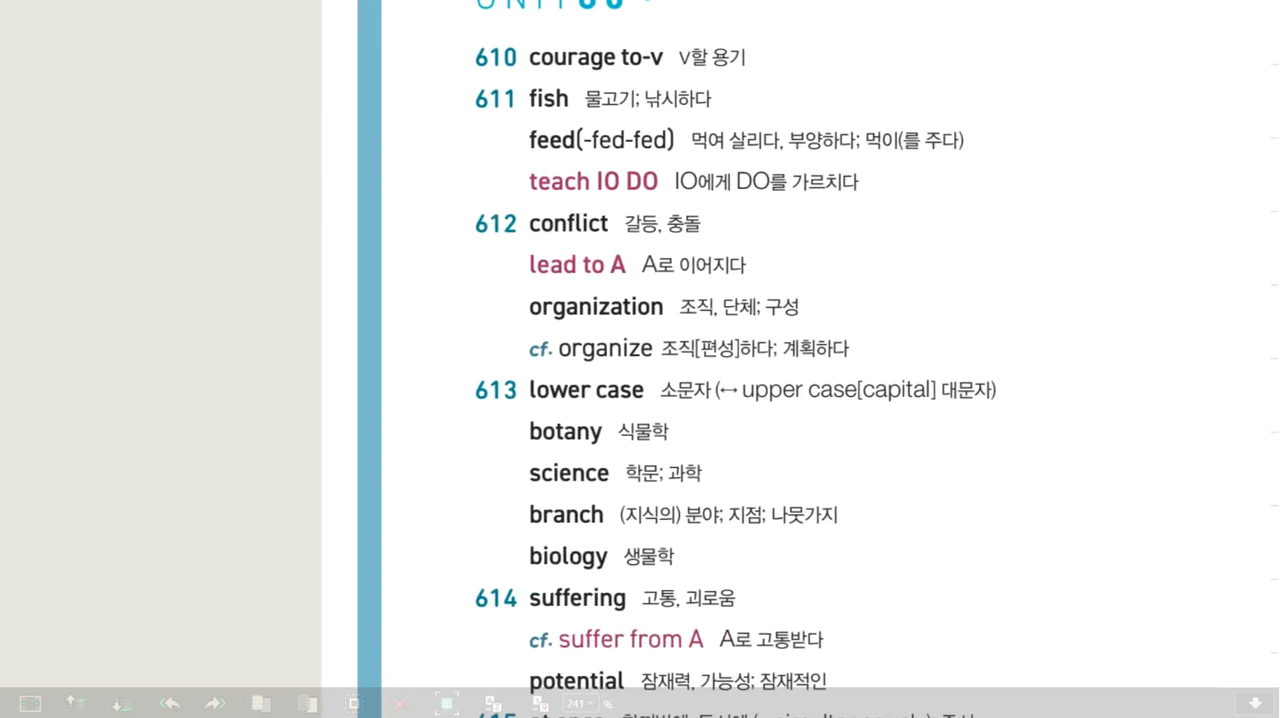 610 courage to-v v할 용기
611 fish 물고기; 낚시하다
feed(-fed-fed) 먹여 살리다, 부양하다; 먹이(를 주다)
teach IO DO IO에게 DO를 가르치다
612 conflict 갈등, 충돌
lead to A A로 이어지다
organization 조직, 단체; 구성
cf. organize 조직[편성]하다; 계획하다
613 lower case 소문자 (↔ upper case[capital] 대문자)
botany 식물학
science 학문; 과학
branch (지식의) 분야; 지점; 나뭇가지
biology 생물학
614 suffering 고통, 괴로움
cf. suffer from A A로 고통받다
potential 잠재력, 가능성; 잠재적인
241 %